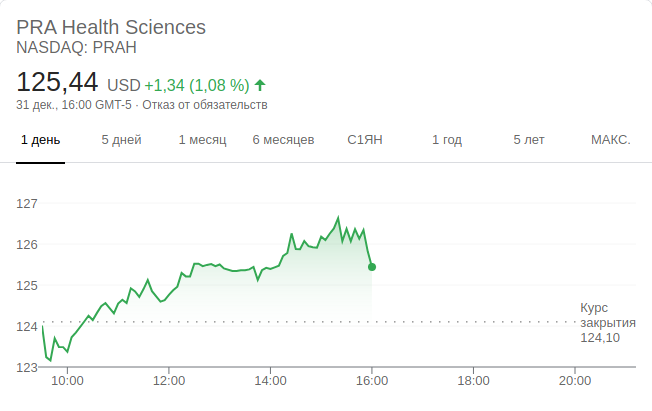 PRA Health Sciences
NASDAQ: PRAH
125,44 USD +1,34 (1,08 %)
31 дек., 16:00 GMT-5 · Отказ от обязательств
1 день 5 дней 1 месяц 6 месяцев С1ЯН 1 год 5 лет МАКС.
127
126
125
124
123
Курс
закрытия
124,10
10:00 12:00 14:00 16:00 18:00 20:00